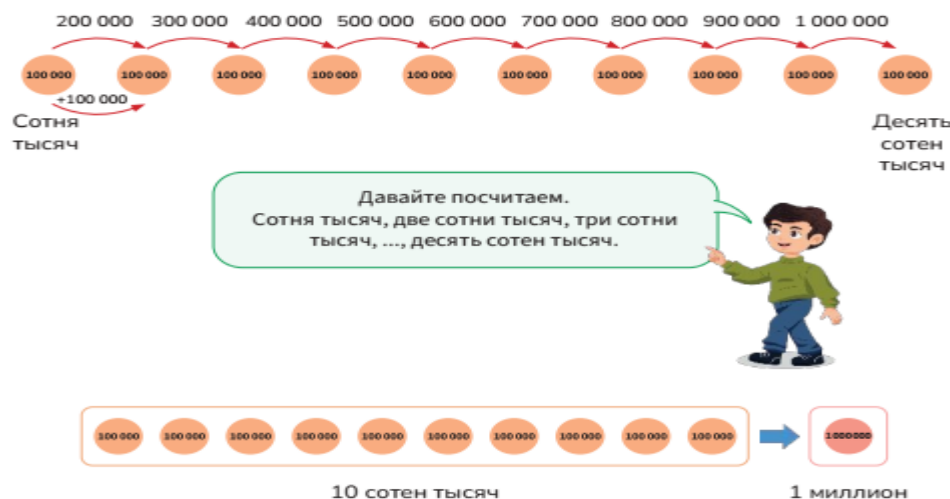 200 000 300 000 400 000 500 000 600 000 700 000 800 000 900 000 1 000 000
100 000 100 000 100 000 100 000 100 000 100 000 100 000 100 000 100 000 100 000
+100 000
Сотня
тысяч
Десять
сотен
тысяч
Давайте посчитаем.
Сотня тысяч, две сотни тысяч, три сотни
тысяч, ..., десять сотен тысяч.
100 000 100 000 100 000 100 000 100 000 100 000 100 000 100 000 100 000 100 000 1 000 000
10 сотен тысяч 1 миллион